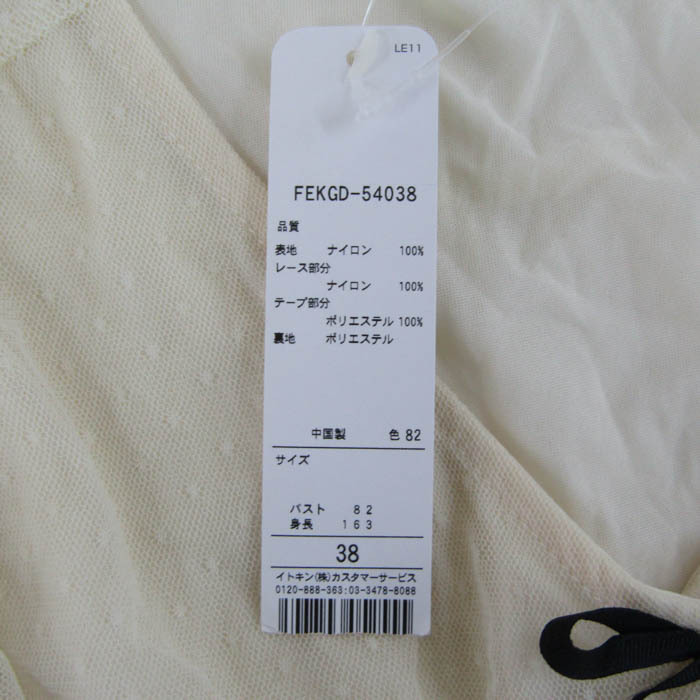 LE11
FEKGD-54038
品質
表地 ナイロン 100%
レース部分
ナイロン 100%
テープ部分
ポリエステル 100%
裏地 ポリエステル
中国製 色 82
サイズ
バスト 82
身長 163
38
イトキン(株)カスタマーサービス
0120-888-363:03-3478-8088